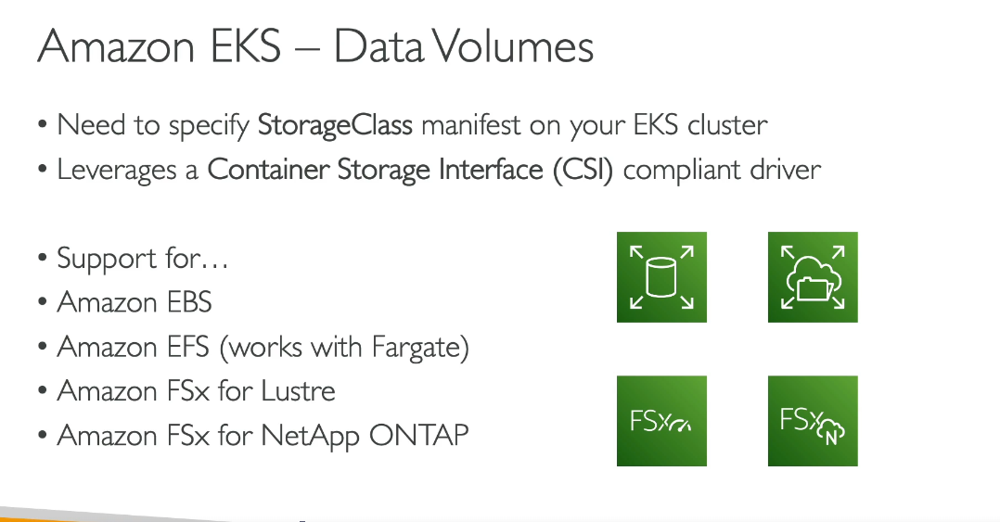 Amazon EKS – Data Volumes
• Need to specify StorageClass manifest on your EKS cluster
• Leverages a Container Storage Interface (CSI) compliant driver
• Support for…
• Amazon EBS
• Amazon EFS (works with Fargate)
• Amazon FSx for Lustre
• Amazon FSx for NetApp ONTAP
FSx
FSx N